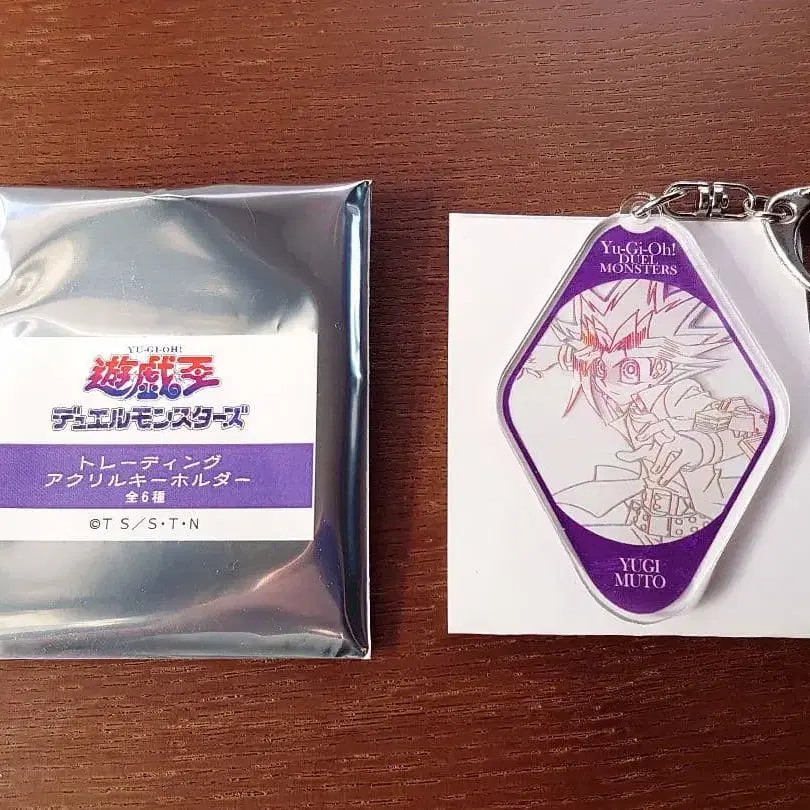 YU-GI-OH!
遊戯王
デュエルモンスターズ
トレーディング
アクリルキーホルダー
全6種
©T S／S・T・N
Yu-Gi-Oh!
DUEL
MONSTERS
YUGI
MUTO